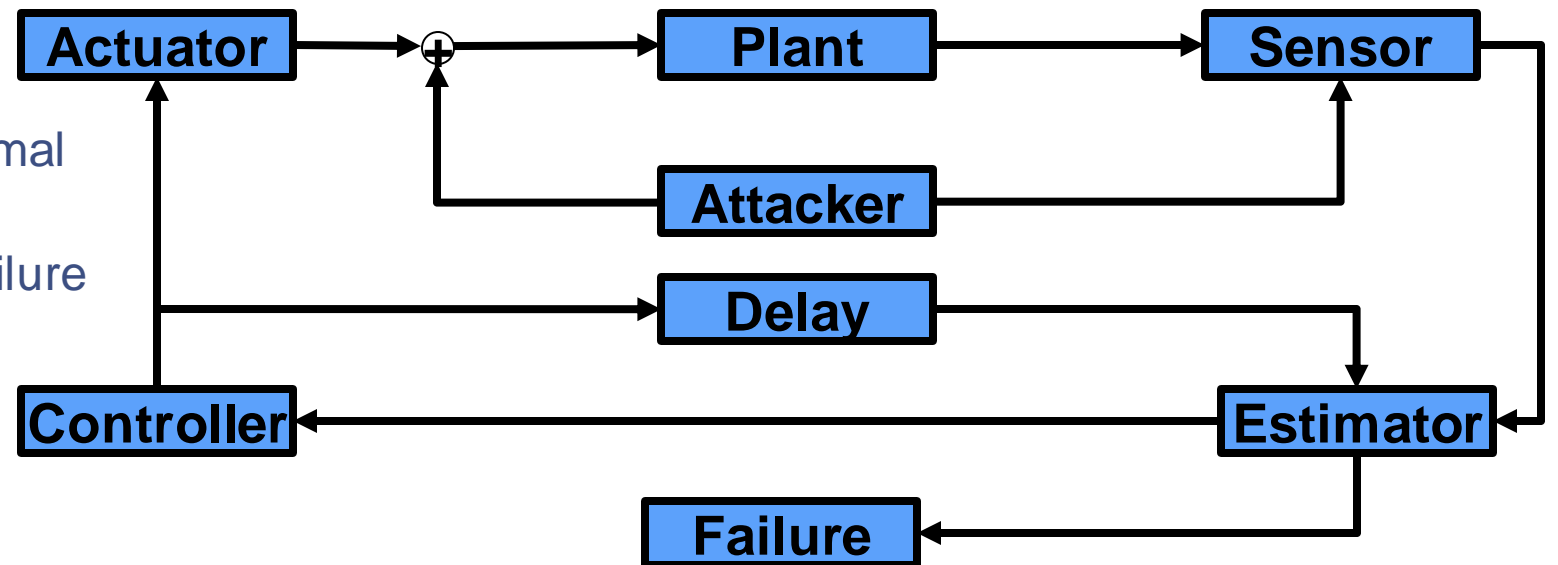 Actuator
Plant
Sensor
mal
Attacker
ilure
Delay
Controller
Estimator
Failure